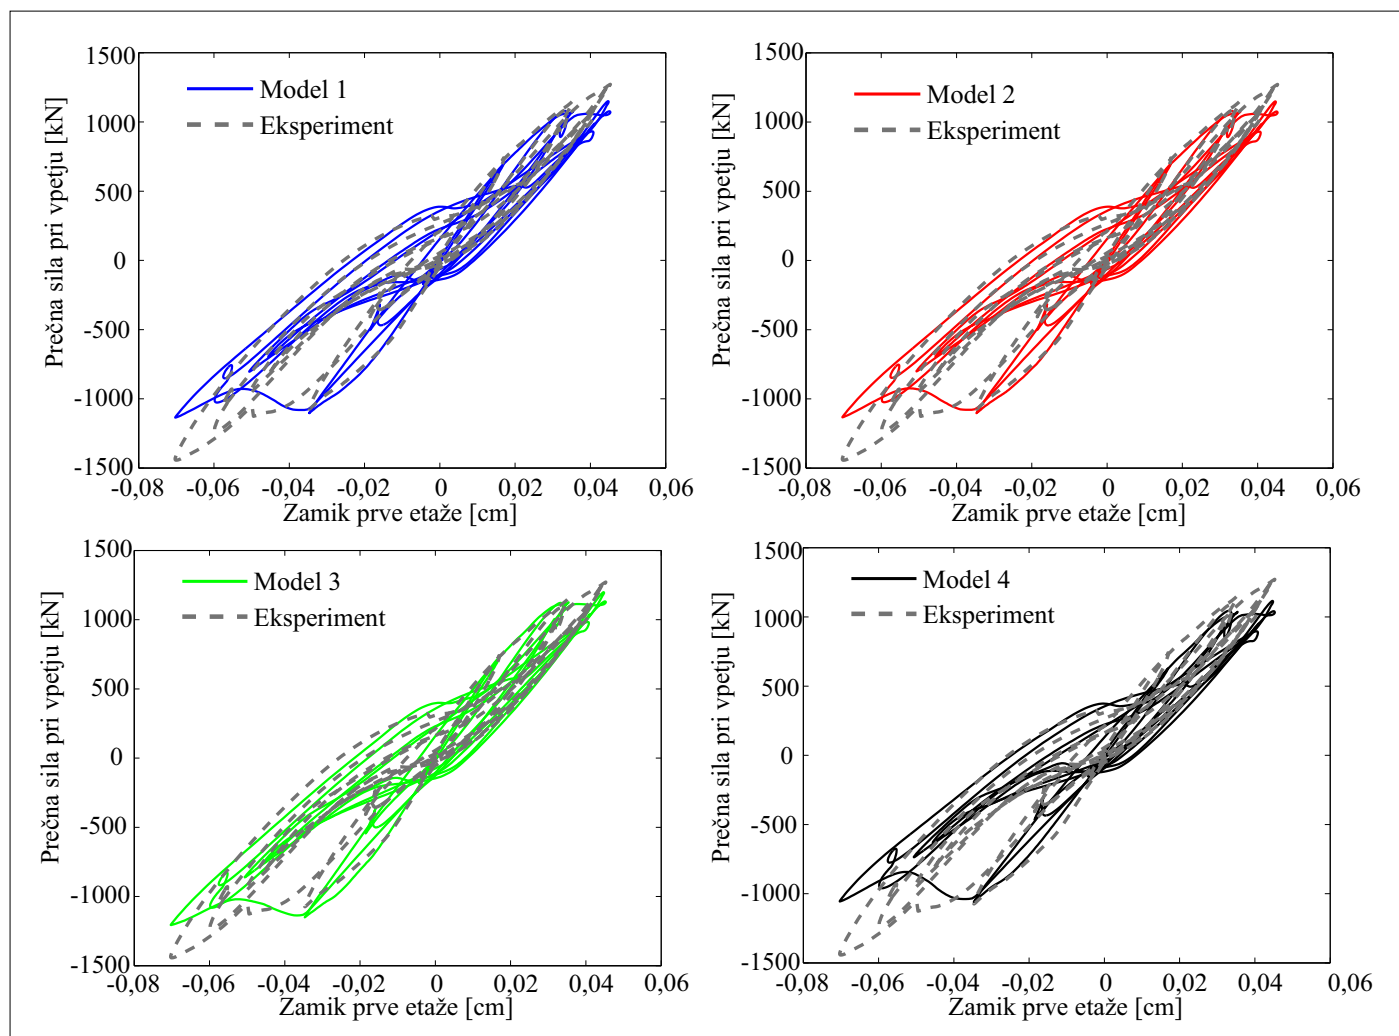 1500
1000
500
0
-500
-1000
-1500
Prečna sila pri vpetju [kN]
Model 1
Eksperiment
-0,08 -0,06 -0,04 -0,02 0 0,02 0,04 0,06
Zamik prve etaže [cm]
1500
1000
500
0
-500
-1000
-1500
Prečna sila pri vpetju [kN]
Model 2
Eksperiment
-0,08 -0,06 -0,04 -0,02 0 0,02 0,04 0,06
Zamik prve etaže [cm]
1500
1000
500
0
-500
-1000
-1500
Prečna sila pri vpetju [kN]
Model 3
Eksperiment
-0,08 -0,06 -0,04 -0,02 0 0,02 0,04 0,06
Zamik prve etaže [cm]
1500
1000
500
0
-500
-1000
-1500
Prečna sila pri vpetju [kN]
Model 4
Eksperiment
-0,08 -0,06 -0,04 -0,02 0 0,02 0,04 0,06
Zamik prve etaže [cm]